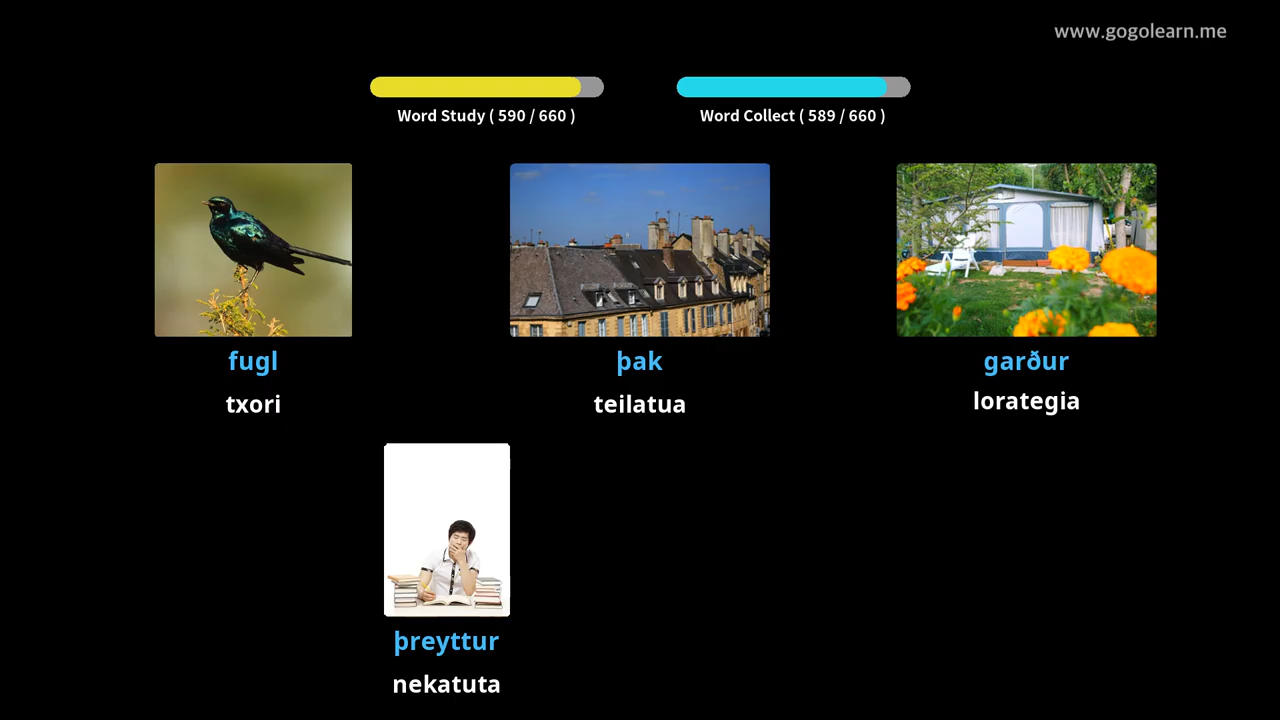 www.gogolearn.me
Word Study ( 590 / 660 )
Word Collect ( 589 / 660 )
fugl
txori
þak
teilatua
garður
lorategia
þreyttur
nekatuta